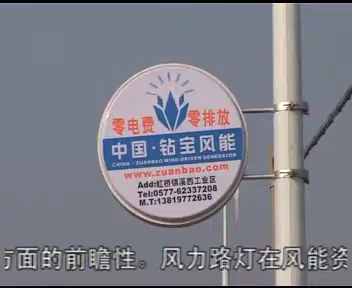 零电费 零排放
中国·钻宝风能
CHINA·ZUANBAO WIND-DRIVEN GENERATOR
www.zuanbao.com
Add:虹桥镇溪西工业区
Tel:0577-62337208
M.T:13819772636
方面的前瞻性。风力路灯在风能资